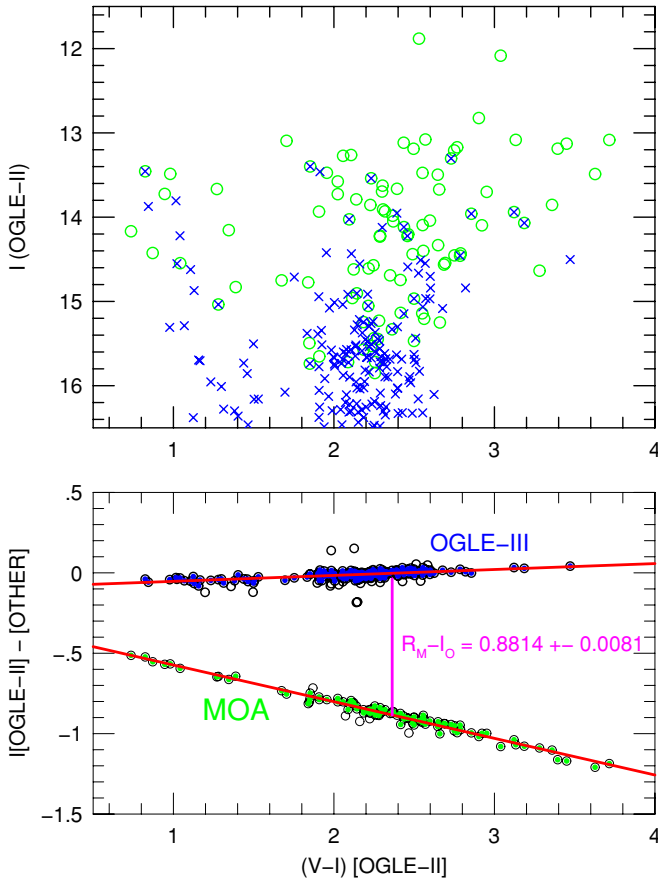 12
13
14
15
16
I (OGLE−II)
1 2 3 4
.5
0
−.5
−1
−1.5
I[OGLE−II] − [OTHER]
OGLE−III
R_M−I_O = 0.8814 +− 0.0081
MOA
1 2 3 4
(V−I) [OGLE−II]